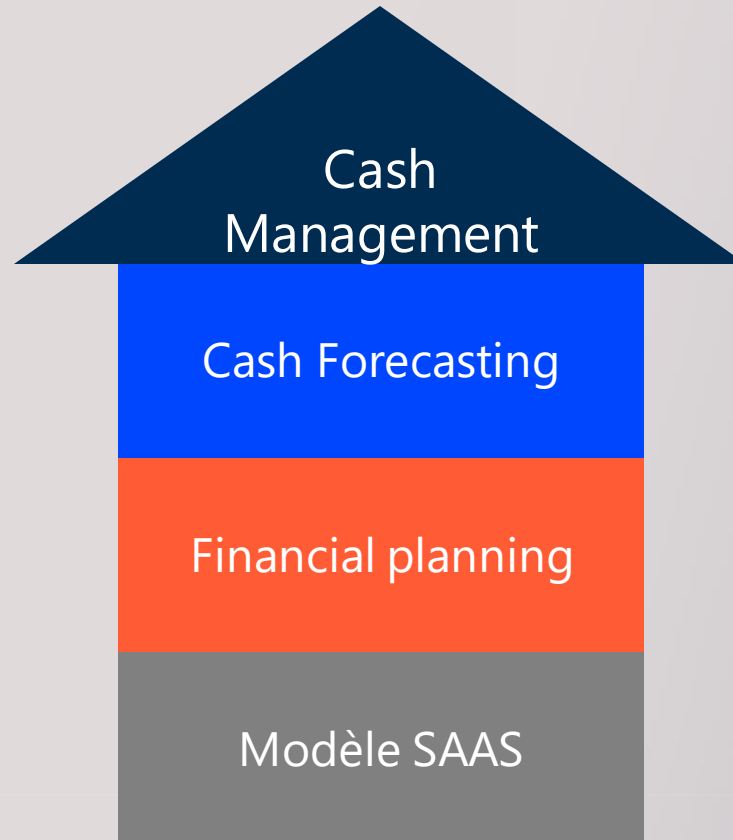 Cash
Management
Cash Forecasting
Financial planning
Modèle SAAS